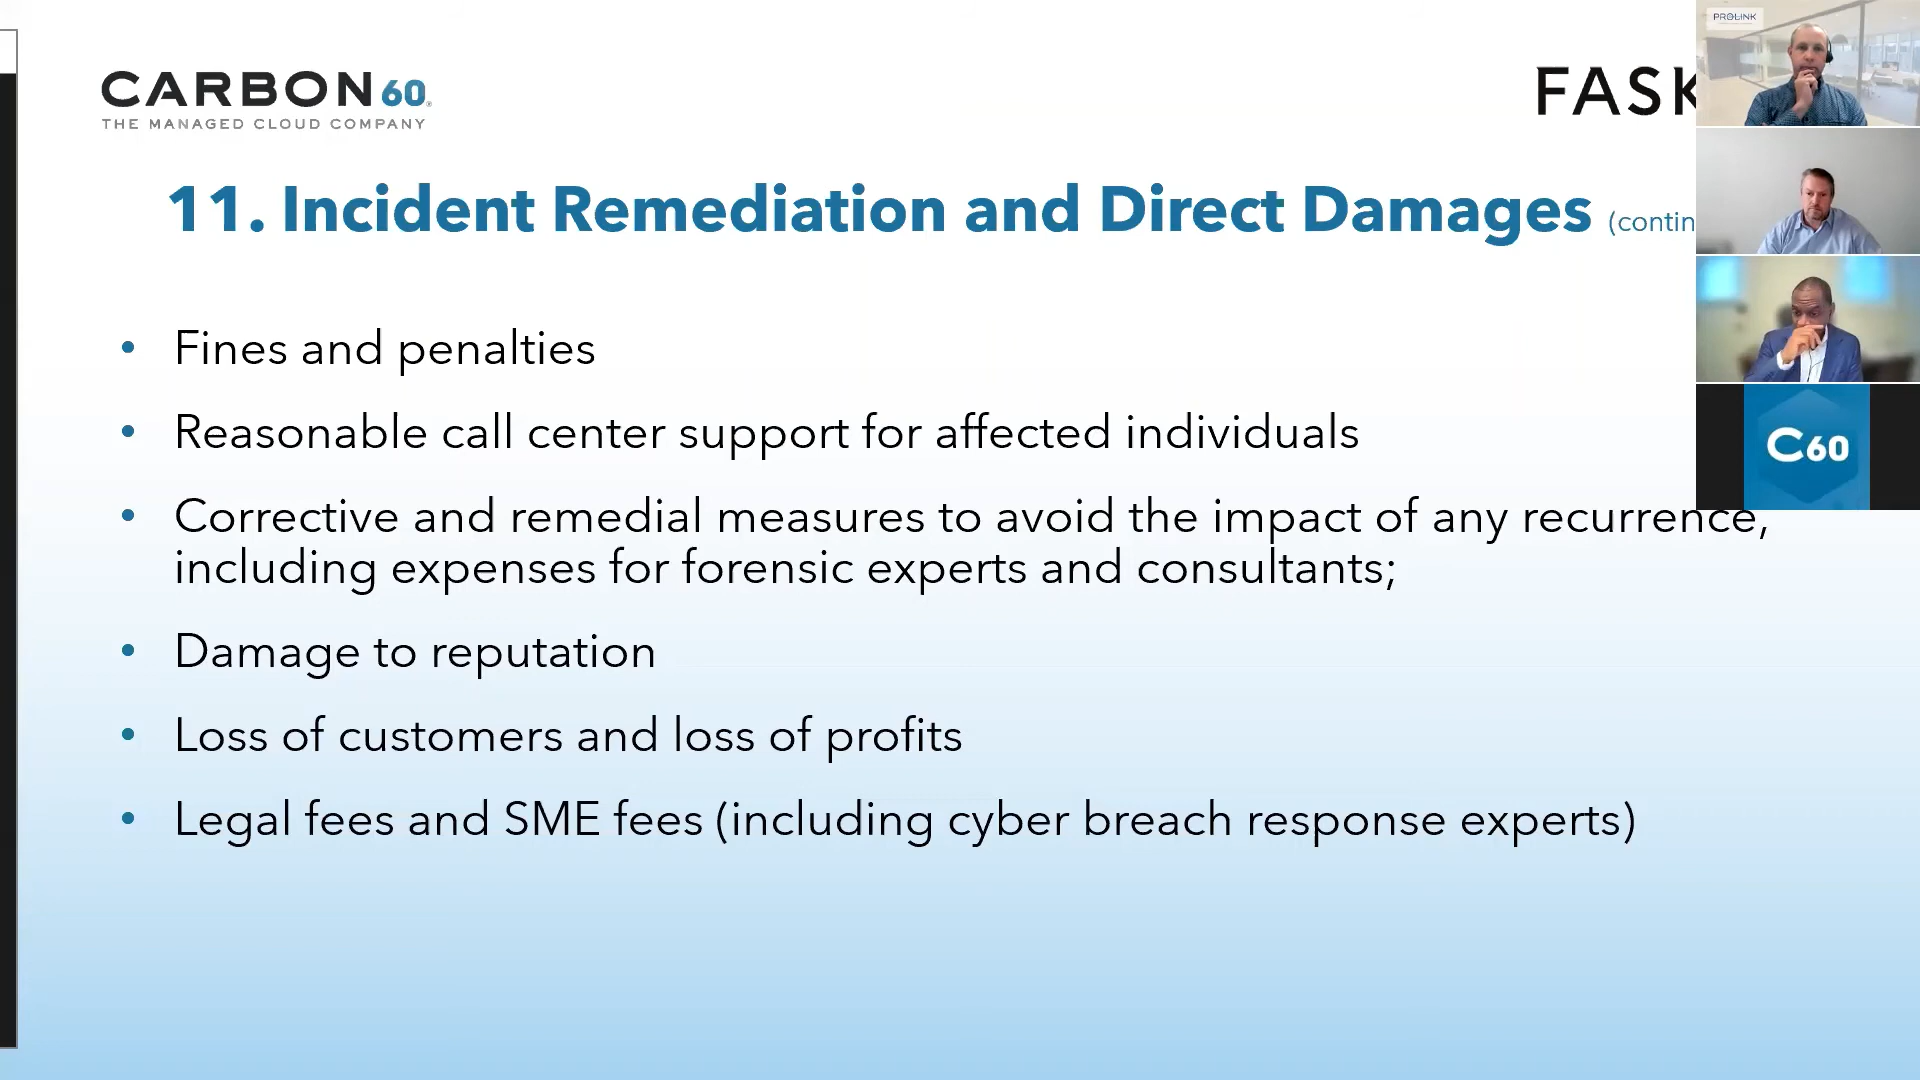 CARBON60
THE MANAGED CLOUD COMPANY
FASK
PROLINK
11. Incident Remediation and Direct Damages (contin
• Fines and penalties
• Reasonable call center support for affected individuals
C60
• Corrective and remedial measures to avoid the impact of any recurrence,
including expenses for forensic experts and consultants;
• Damage to reputation
• Loss of customers and loss of profits
• Legal fees and SME fees (including cyber breach response experts)